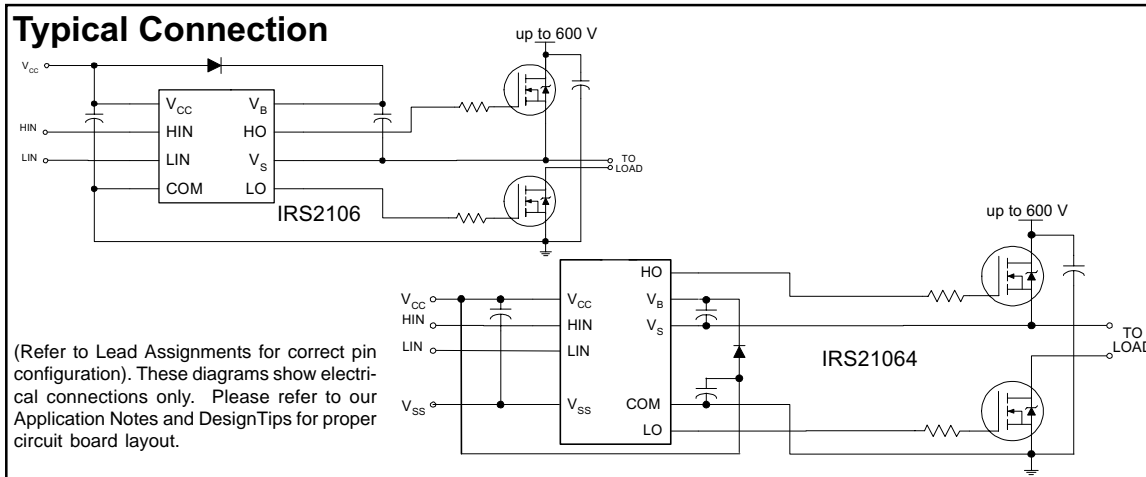 Typical Connection
up to 600 V
VCC
VCC
VB
HIN
HIN
HO
LIN
LIN
VS
TO
LOAD
COM
LO
IRS2106
up to 600 V
HO
VCC
VCC
VB
HIN
HIN
VS
LIN
LIN
TO
LOAD
IRS21064
VSS
VSS
COM
LO
(Refer to Lead Assignments for correct pin
configuration). These diagrams show electri-
cal connections only. Please refer to our
Application Notes and DesignTips for proper
circuit board layout.